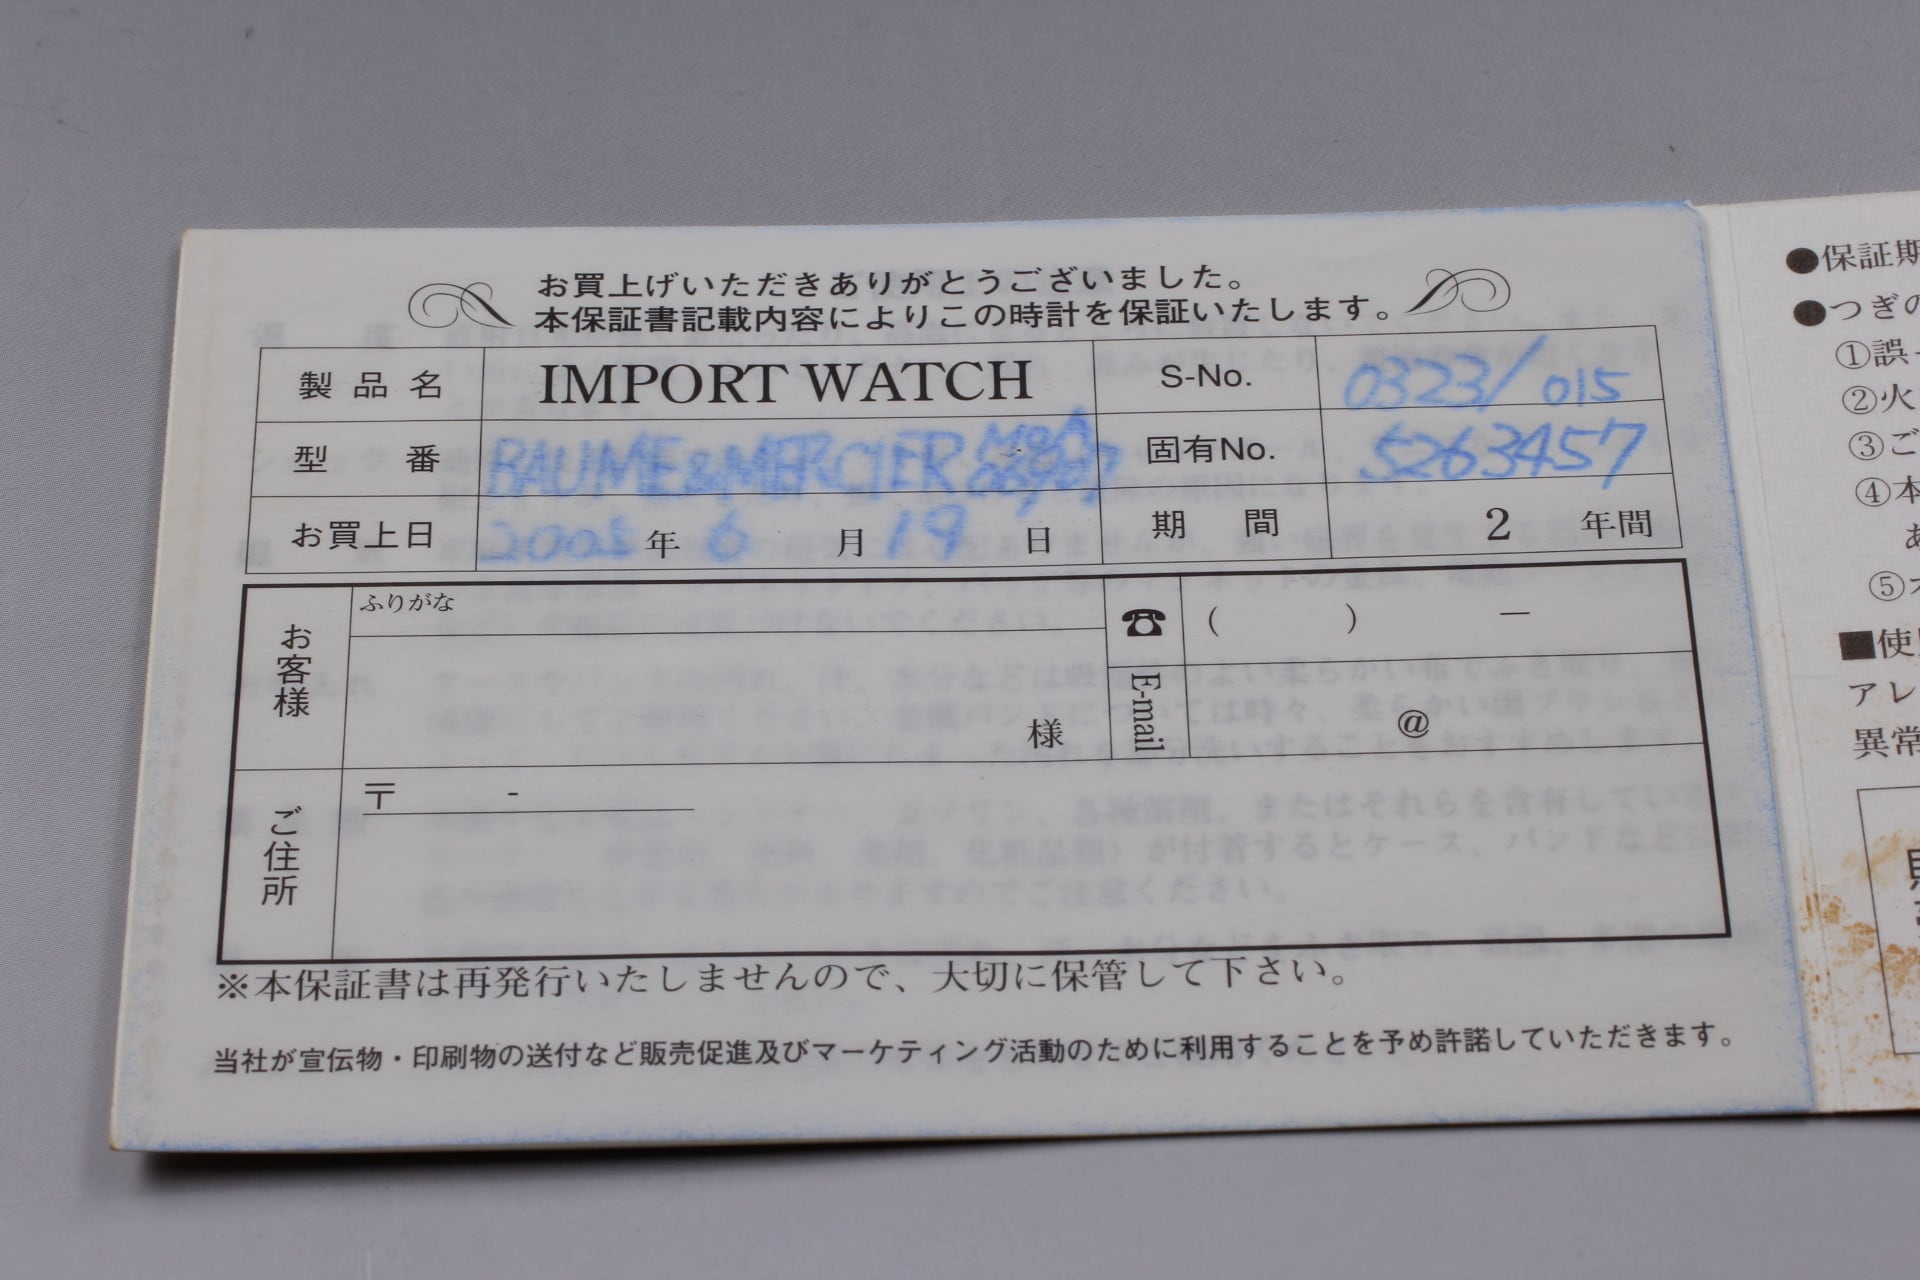 お買上げいただきありがとうございました。
本保証書記載内容によりこの時計を保証いたします。
製品名 IMPORT WATCH S-No. 0323/015
型番 BAUME&MERCIER MOA 固有No. 5263457
お買上日 2005年6月19日 期間 2年間
お客様 ふりがな ☎ ( ) ―
様 E-mail @
ご住所 〒 -
※本保証書は再発行いたしませんので、大切に保管して下さい。
当社が宣伝物・印刷物の送付など販売促進及びマーケティング活動のために利用することを予め許諾していただきます。
●保証期
●つぎの
①誤
②火
③ご
④本
あ
⑤
■使
アレ
異常